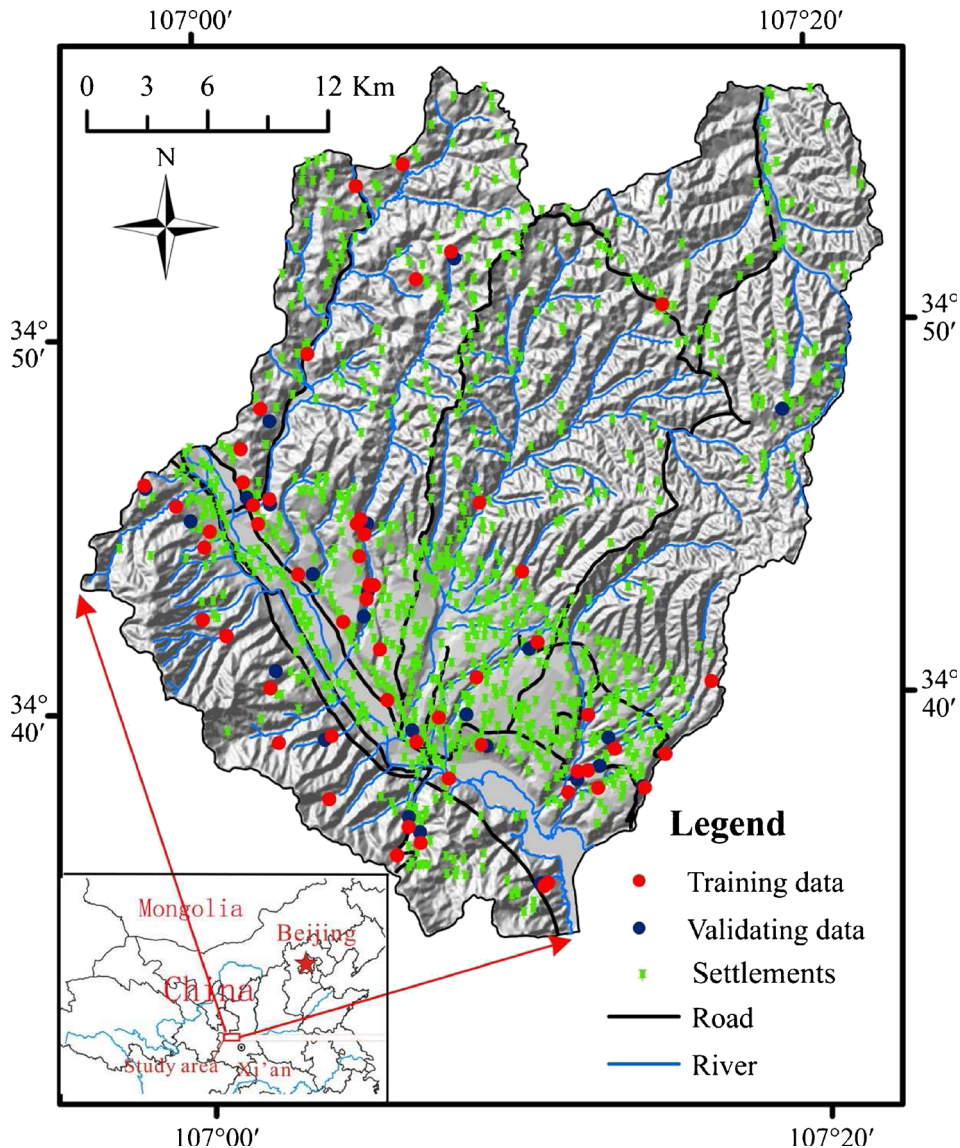 107°00′
107°20′
0 3 6 12 Km
N
34°
50′
34°
50′
34°
40′
34°
40′
Legend
Training data
Validating data
Settlements
Road
River
Mongolia
Beijing
China
Study area
Xi'an
107°00′
107°20′